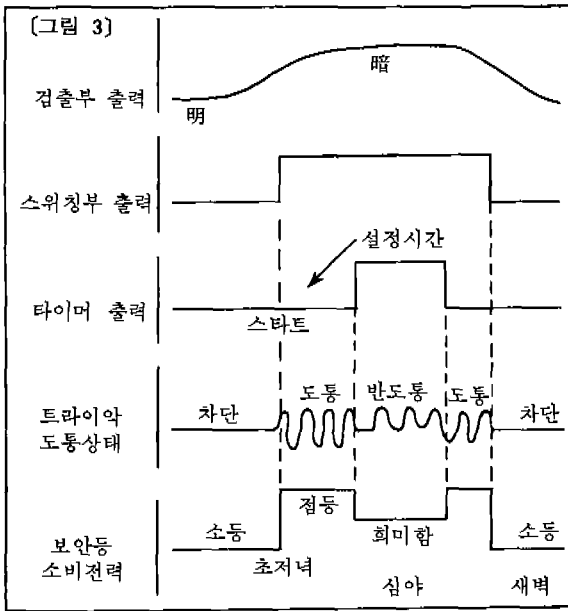 [그림 3]
검출부 출력
明
暗
스위칭부 출력
설정시간
타이머 출력
스타트
도통 반도통 도통
트라이악
도통상태
차단
차단
점등
소등
희미함
소등
보안등
소비전력
초저녁
심야
새벽